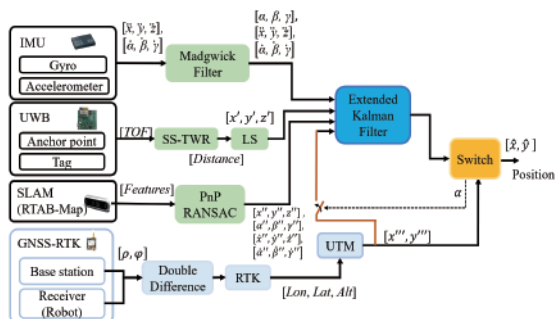 IMU
Gyro
Accelerometer
[ẍ, ÿ, z̈],
[α̇, β̇, γ̇]
Madgwick
Filter
[α, β, γ],
[ẍ, ÿ, z̈],
[α̇, β̇, γ̇]
UWB
Anchor point
Tag
[TOF]
SS-TWR
[Distance]
LS
[x', y', z']
Extended
Kalman
Filter
Switch
[x̂, ŷ]
Position
α
SLAM
(RTAB-Map)
[Features]
PnP
RANSAC
[x'', y'', z''],
[α'', β'', γ''],
[ẋ'', ẏ'', ż''],
[α̇'', β̇'', γ̇'']
GNSS-RTK
Base station
Receiver
(Robot)
[ρ, φ]
Double
Difference
RTK
[Lon, Lat, Alt]
UTM
[x''', y''']